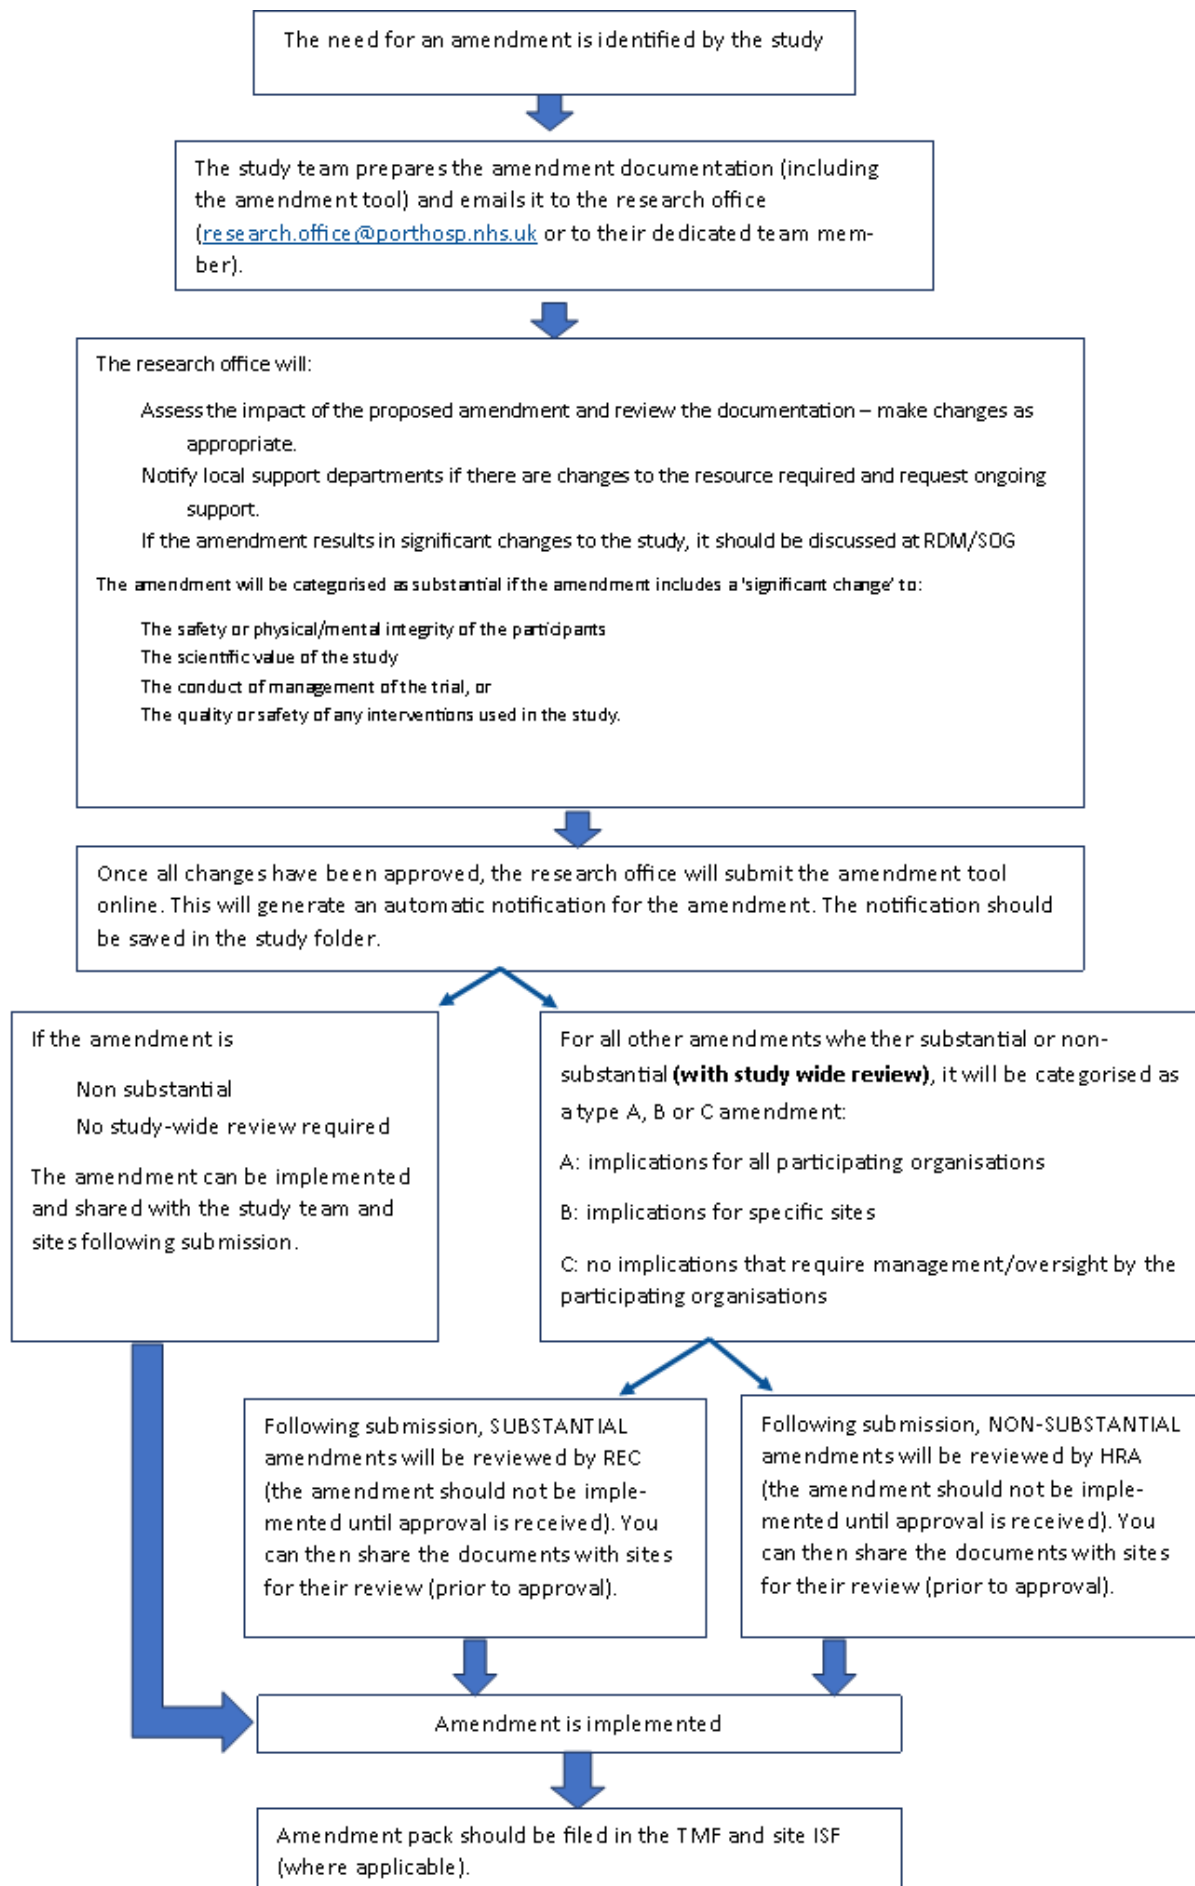 The need for an amendment is identified by the study
The study team prepares the amendment documentation (including
the amendment tool) and emails it to the research office
(research.office@porthosp.nhs.uk or to their dedicated team mem-
ber).
The research office will:
Assess the impact of the proposed amendment and review the documentation – make changes as
appropriate.
Notify local support departments if there are changes to the resource required and request ongoing
support.
If the amendment results in significant changes to the study, it should be discussed at RDM/SOG
The amendment will be categorised as substantial if the amendment includes a 'significant change' to:
The safety or physical/mental integrity of the participants
The scientific value of the study
The conduct of management of the trial, or
The quality or safety of any interventions used in the study.
Once all changes have been approved, the research office will submit the amendment tool
online. This will generate an automatic notification for the amendment. The notification should
be saved in the study folder.
If the amendment is
Non substantial
No study-wide review required
The amendment can be implemented
and shared with the study team and
sites following submission.
For all other amendments whether substantial or non-
substantial (with study wide review), it will be categorised as
a type A, B or C amendment:
A: implications for all participating organisations
B: implications for specific sites
C: no implications that require management/oversight by the
participating organisations
Following submission, SUBSTANTIAL
amendments will be reviewed by REC
(the amendment should not be imple-
mented until approval is received). You
can then share the documents with sites
for their review (prior to approval).
Following submission, NON-SUBSTANTIAL
amendments will be reviewed by HRA
(the amendment should not be imple-
mented until approval is received). You
can then share the documents with sites
for their review (prior to approval).
Amendment is implemented
Amendment pack should be filed in the TMF and site ISF
(where applicable).